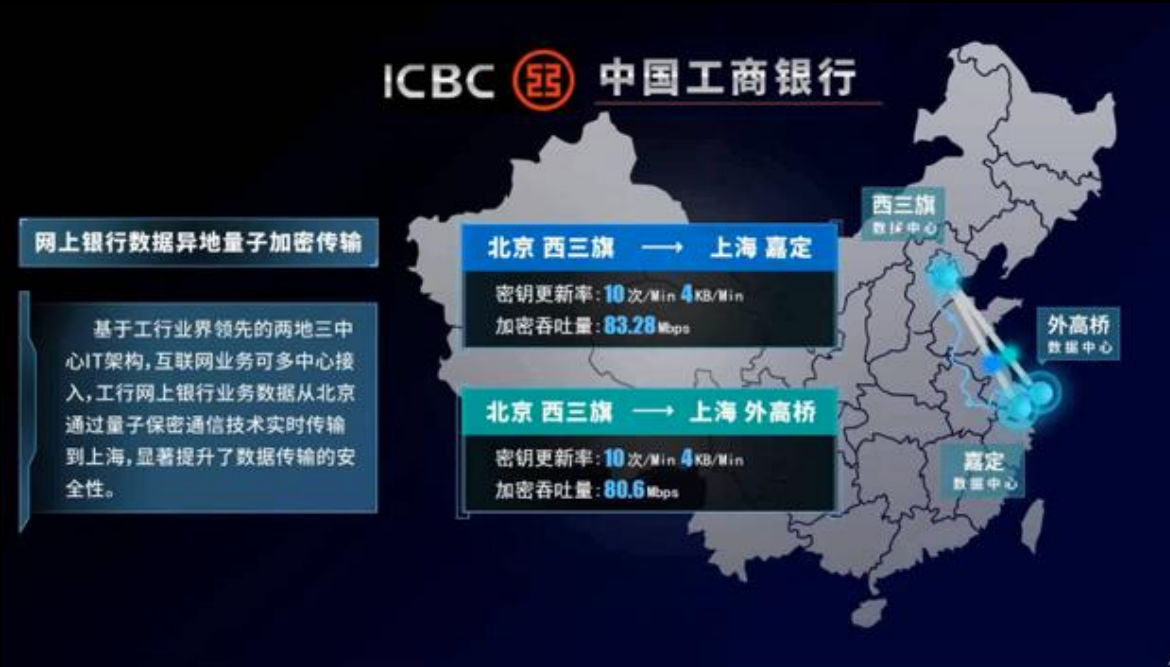 ICBC 中国工商银行
网上银行数据异地量子加密传输
基于工行业界领先的两地三中
心IT架构,互联网业务可多中心接
入,工行网上银行业务数据从北京
通过量子保密通信技术实时传输
到上海,显著提升了数据传输的安
全性。
北京 西三旗 → 上海 嘉定
密钥更新率:10次/Min 4KB/Min
加密吞吐量:83.28Mbps
北京 西三旗 → 上海 外高桥
密钥更新率:10次/Min 4KB/Min
加密吞吐量:80.6Mbps
西三旗
数据中心
外高桥
数据中心
嘉定
数据中心